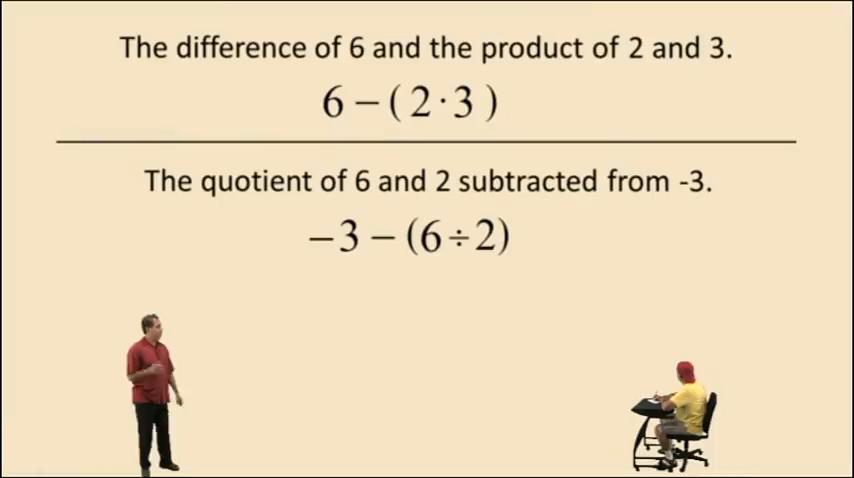 The difference of 6 and the product of 2 and 3.
6 − ( 2 · 3 )
The quotient of 6 and 2 subtracted from -3.
−3 − (6 ÷ 2)